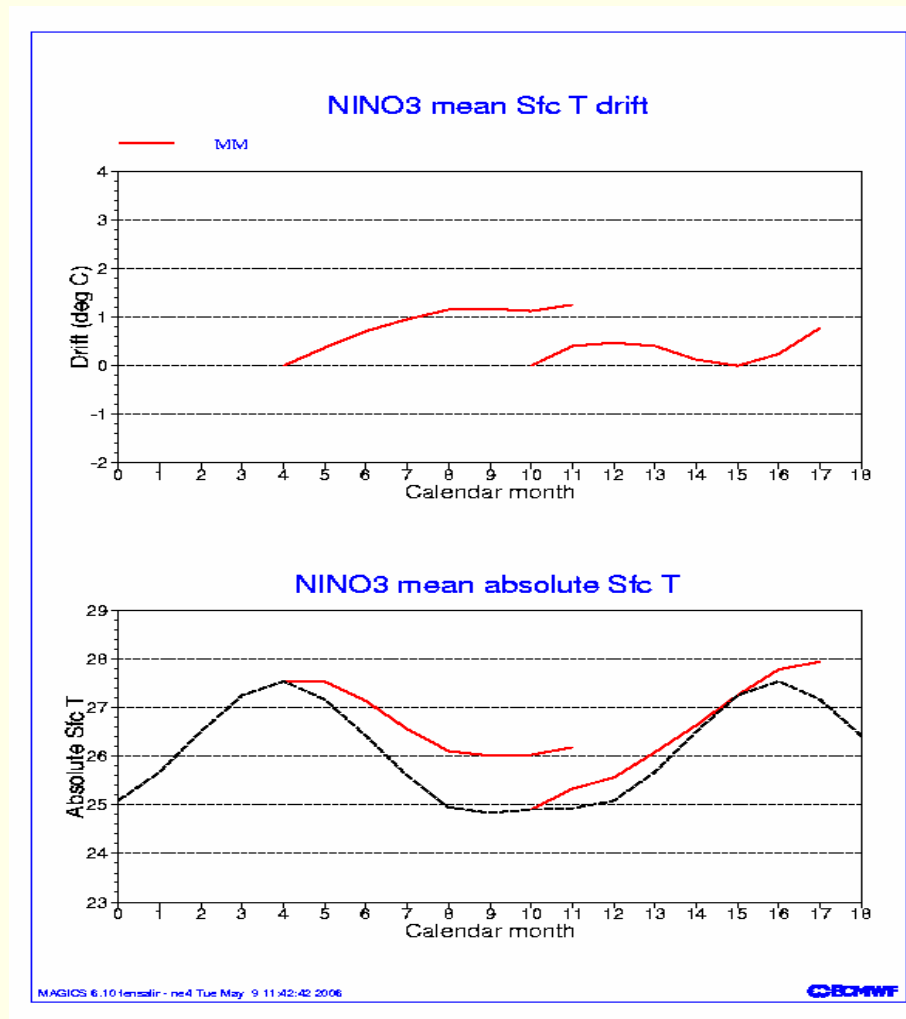 NINO3 mean Sfc T drift
MM
4
3
2
1
0
-1
-2
Drift (deg C)
0 1 2 3 4 5 6 7 8 9 10 11 12 13 14 15 16 17 18
Calendar month
NINO3 mean absolute Sfc T
29
28
27
26
25
24
23
Absolute Sfc T
0 1 2 3 4 5 6 7 8 9 10 11 12 13 14 15 16 17 18
Calendar month
MAGICS 6.10 tensalir - ne4 Tue May 9 11:42:42 2006
ECMWF